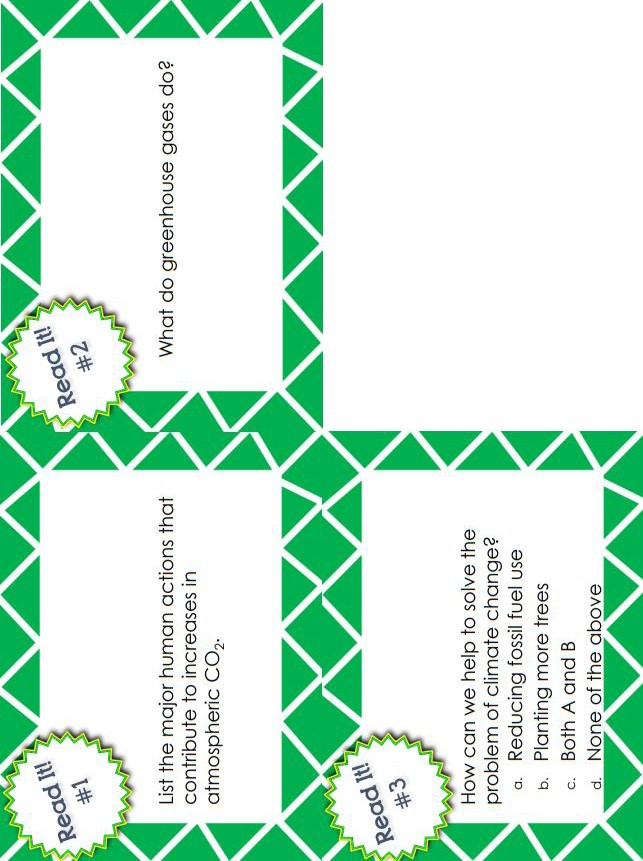 Read It!
#1
List the major human actions that
contribute to increases in
atmospheric CO₂.
Read It!
#2
What do greenhouse gases do?
Read It!
#3
How can we help to solve the
problem of climate change?
a. Reducing fossil fuel use
b. Planting more trees
c. Both A and B
d. None of the above